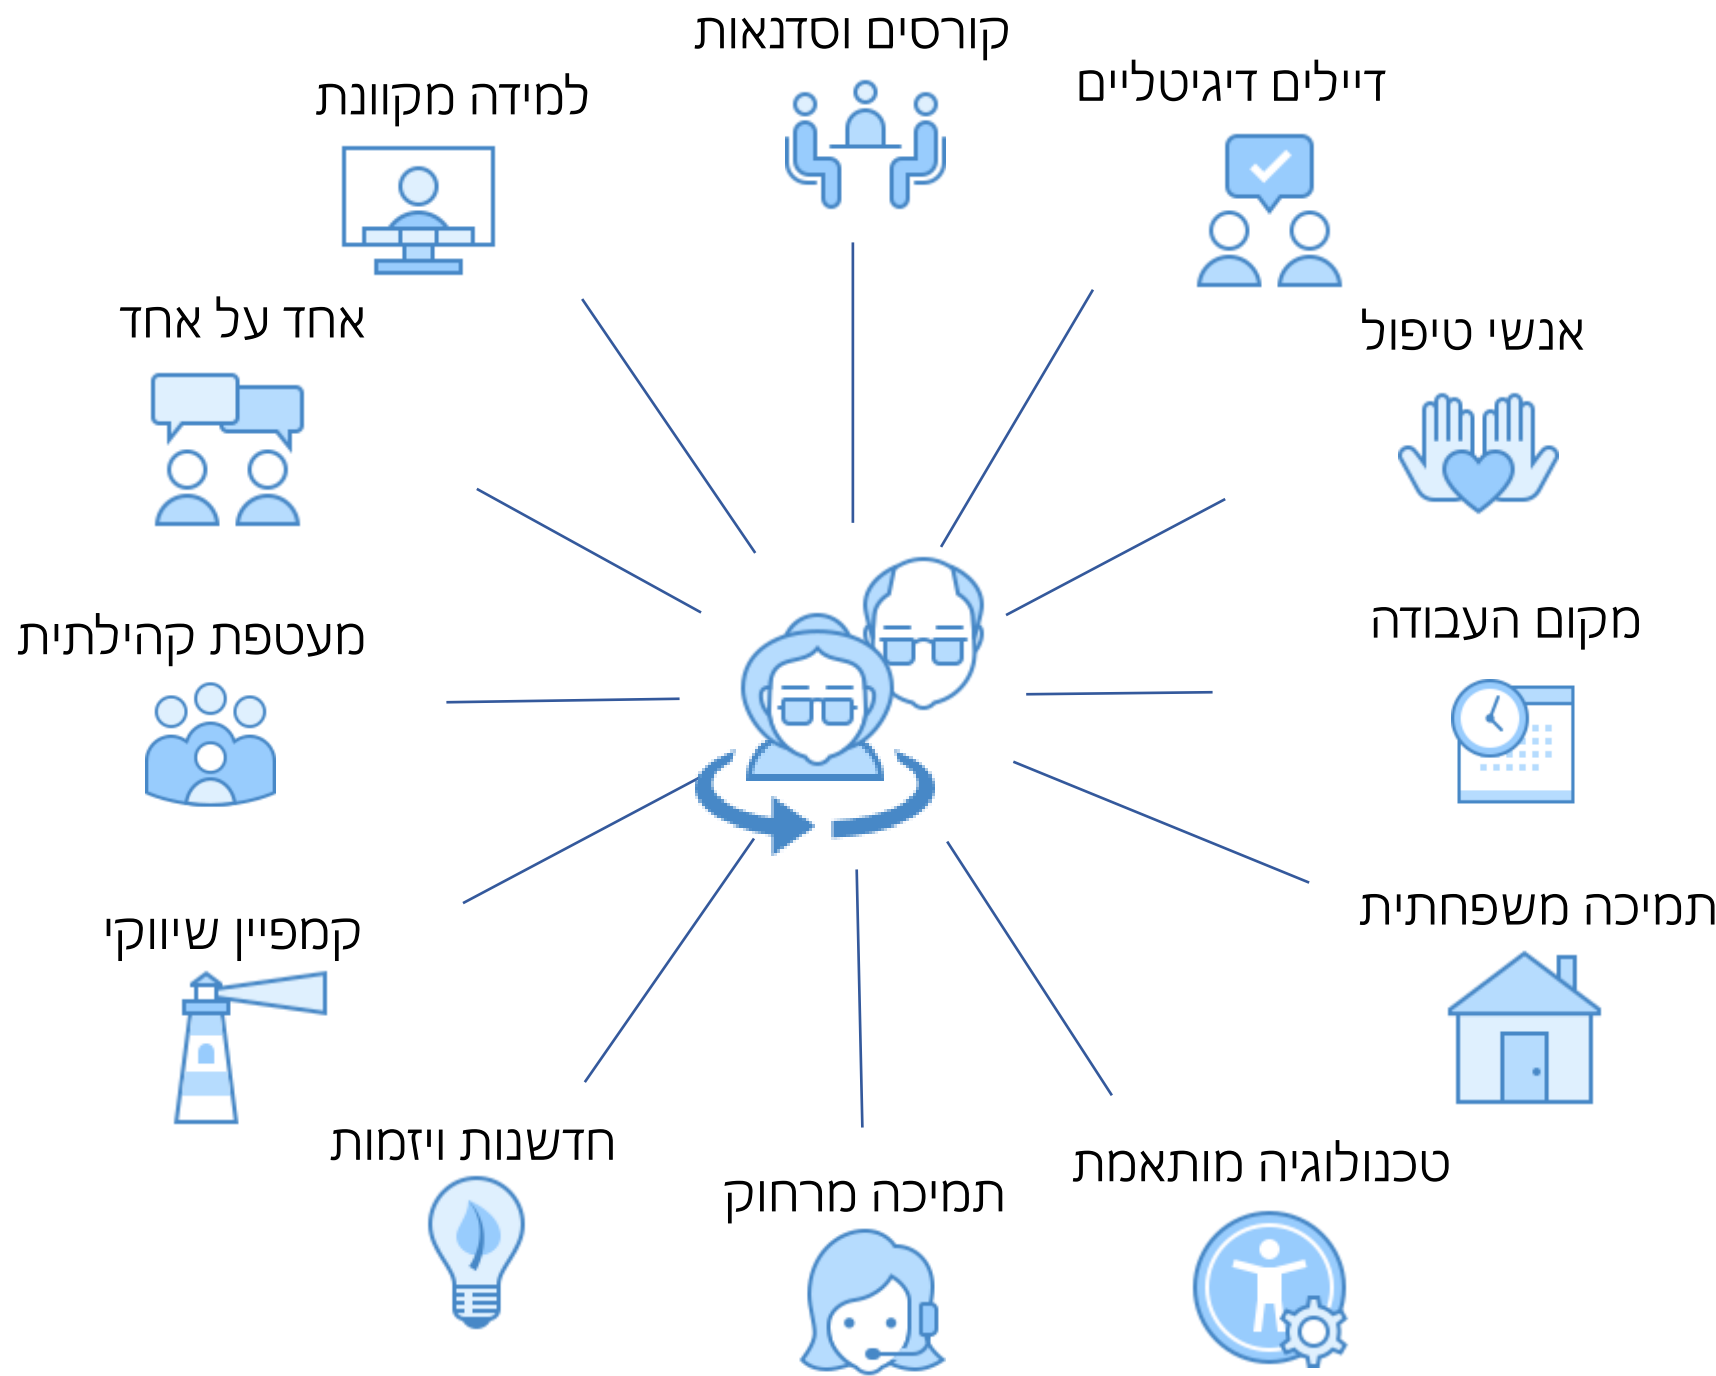 קורסים וסדנאות
דיילים דיגיטליים
למידה מקוונת
אנשי טיפול
אחד על אחד
מקום העבודה
מעטפת קהילתית
תמיכה משפחתית
קמפיין שיווקי
טכנולוגיה מותאמת
חדשנות ויזמות
תמיכה מרחוק